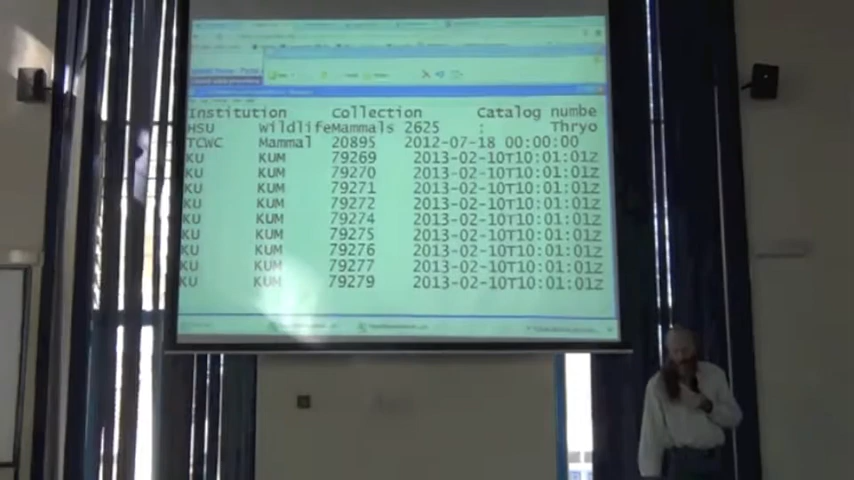 Institution Collection Catalog numbe
HSU WildlifeMammals 2625 : Thryo
TCWC Mammal 20895 2012-07-18 00:00:00
KU KUM 79269 2013-02-10T10:01:01Z
KU KUM 79270 2013-02-10T10:01:01Z
KU KUM 79271 2013-02-10T10:01:01Z
KU KUM 79272 2013-02-10T10:01:01Z
KU KUM 79274 2013-02-10T10:01:01Z
KU KUM 79275 2013-02-10T10:01:01Z
KU KUM 79276 2013-02-10T10:01:01Z
KU KUM 79277 2013-02-10T10:01:01Z
KU KUM 79279 2013-02-10T10:01:01Z